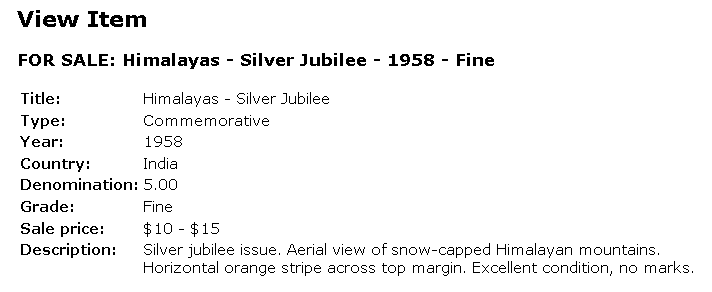 View Item
FOR SALE: Himalayas - Silver Jubilee - 1958 - Fine
Title: Himalayas - Silver Jubilee
Type: Commemorative
Year: 1958
Country: India
Denomination: 5.00
Grade: Fine
Sale price: $10 - $15
Description: Silver jubilee issue. Aerial view of snow-capped Himalayan mountains.
Horizontal orange stripe across top margin. Excellent condition, no marks.